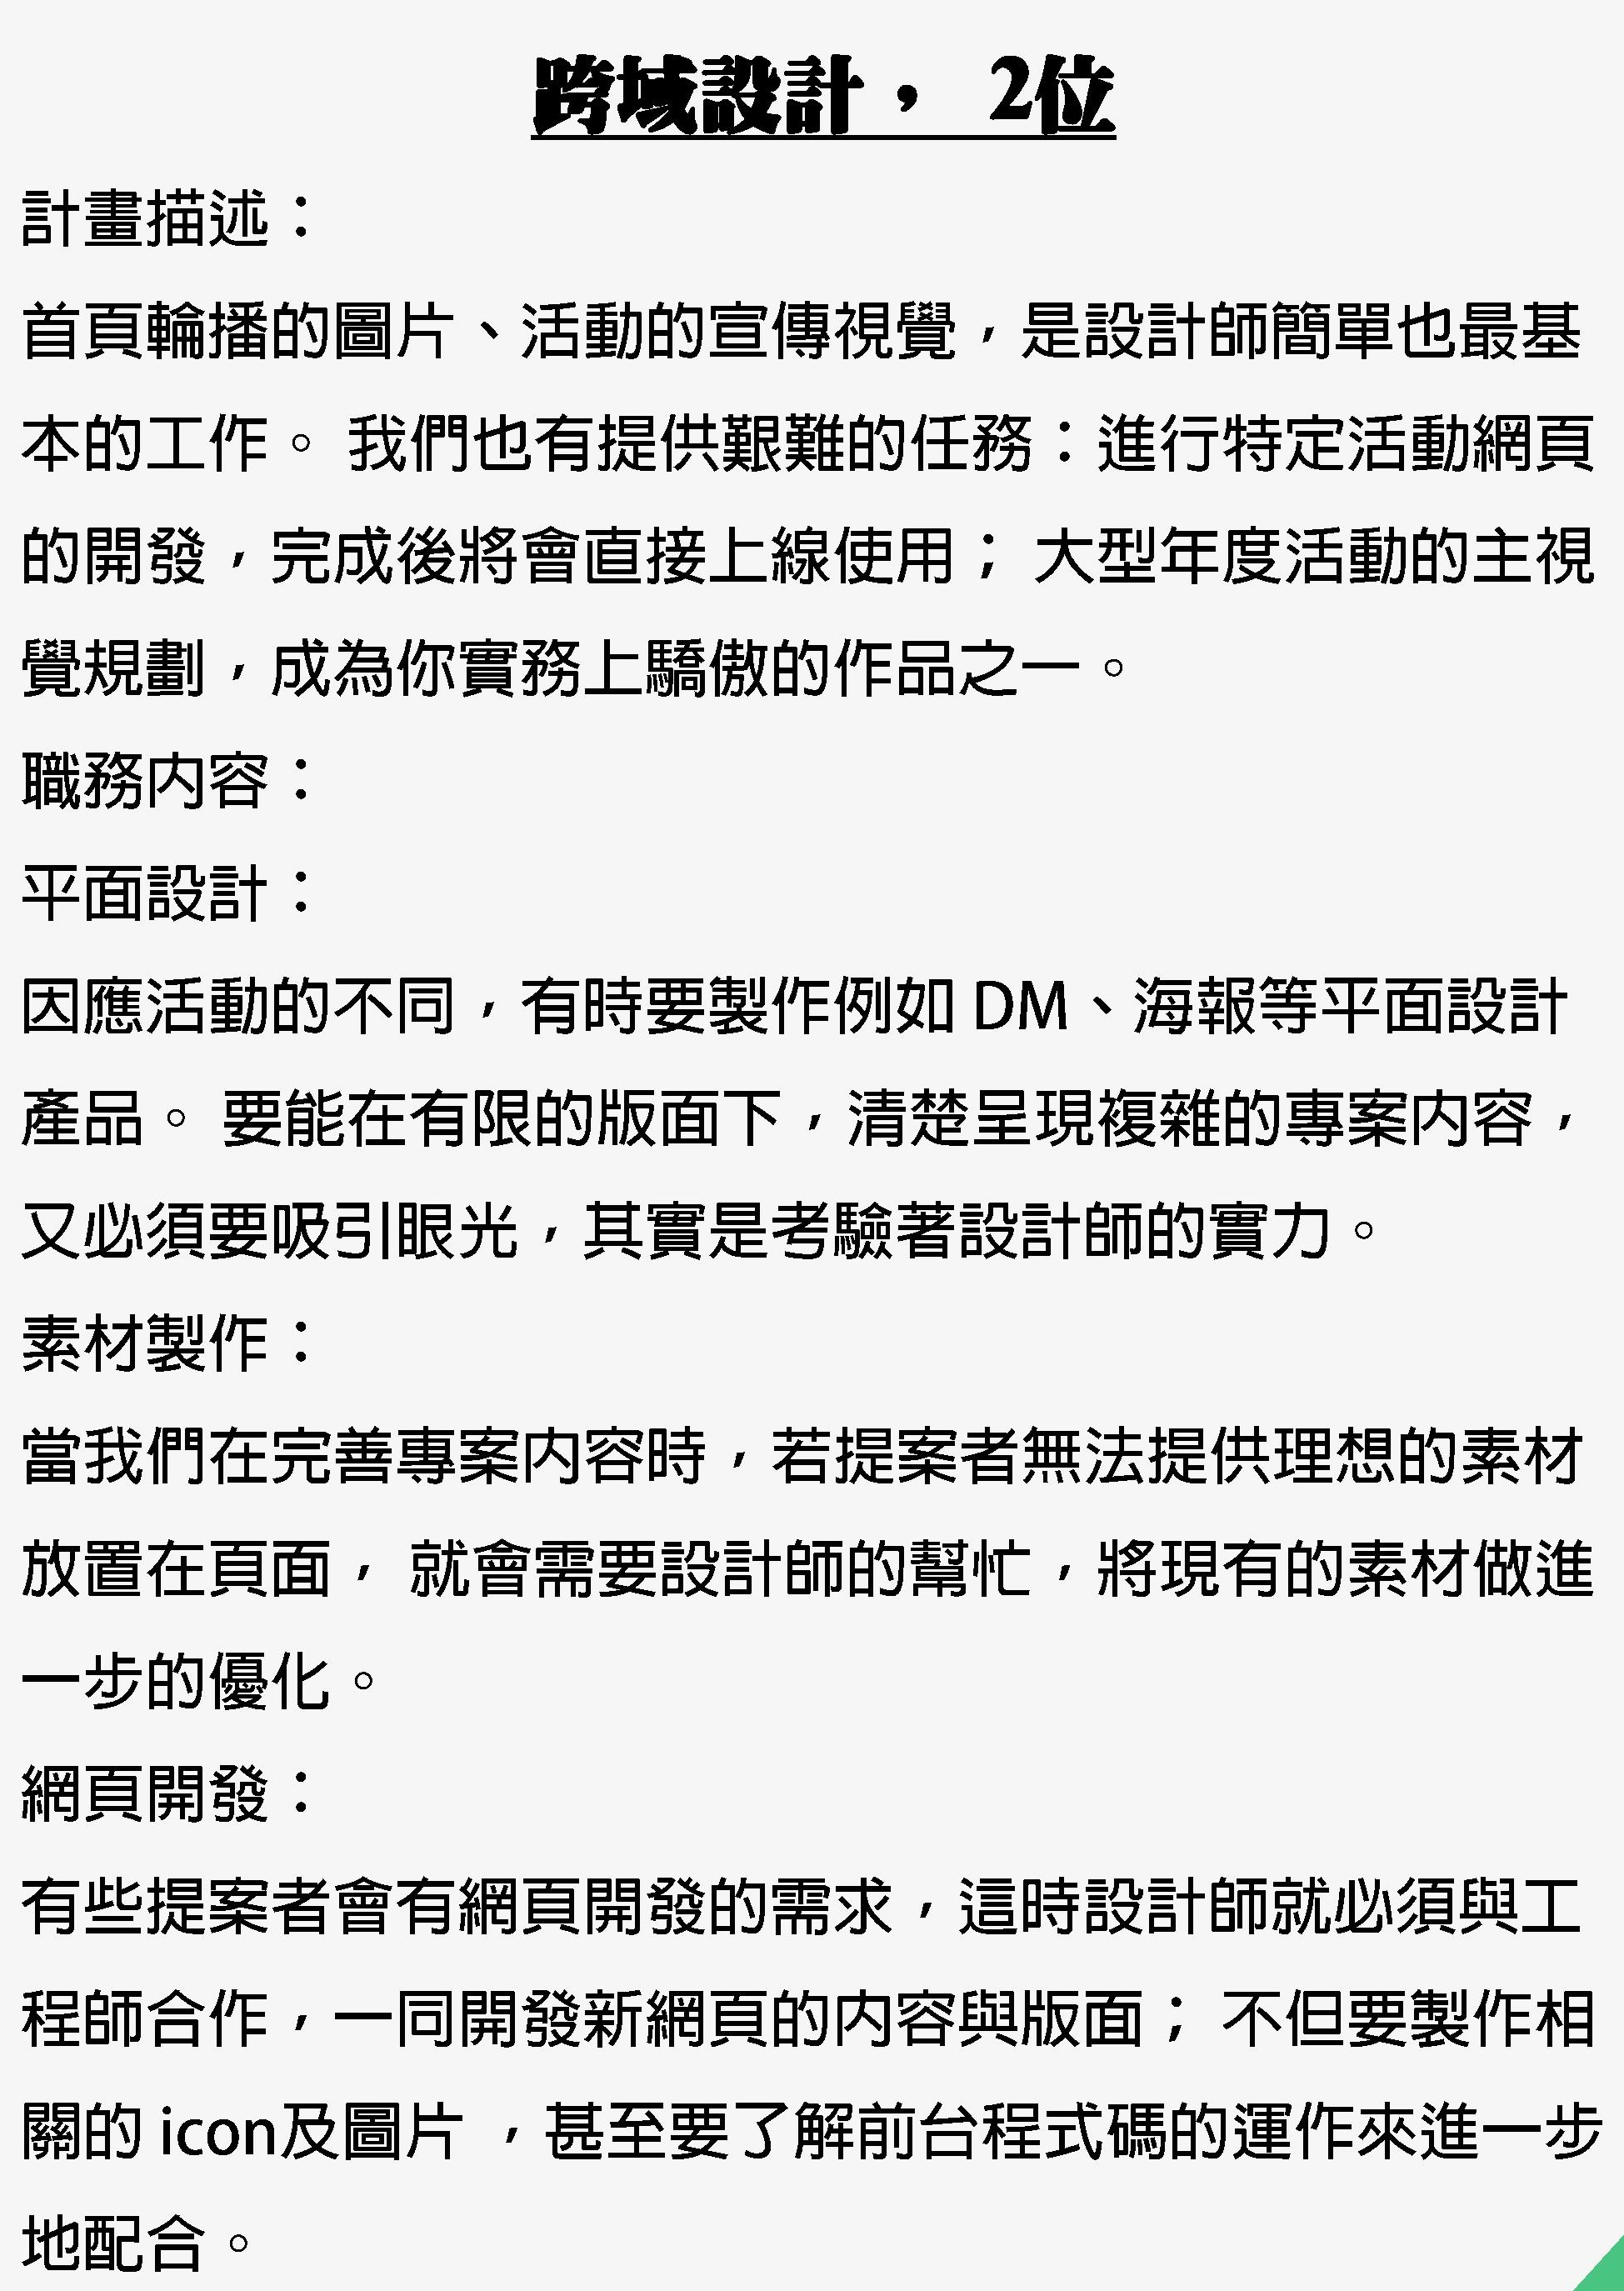 跨域設計， 2位
計畫描述：
首頁輪播的圖片、活動的宣傳視覺，是設計師簡單也最基
本的工作。 我們也有提供艱難的任務：進行特定活動網頁
的開發，完成後將會直接上線使用； 大型年度活動的主視
覺規劃，成為你實務上驕傲的作品之一。
職務內容：
平面設計：
因應活動的不同，有時要製作例如 DM、海報等平面設計
產品。 要能在有限的版面下，清楚呈現複雜的專案內容，
又必須要吸引眼光，其實是考驗著設計師的實力。
素材製作：
當我們在完善專案內容時，若提案者無法提供理想的素材
放置在頁面， 就會需要設計師的幫忙，將現有的素材做進
一步的優化。
網頁開發：
有些提案者會有網頁開發的需求，這時設計師就必須與工
程師合作，一同開發新網頁的內容與版面； 不但要製作相
關的 icon及圖片 ，甚至要了解前台程式碼的運作來進一步
地配合。